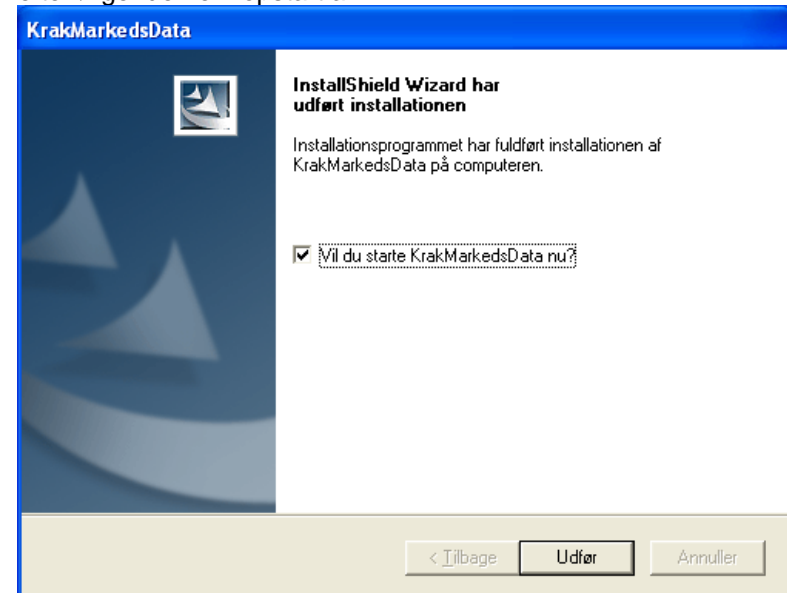 KrakMarkedsData
InstallShield Wizard har
udført installationen
Installationsprogrammet har fuldført installationen af
KrakMarkedsData på computeren.
Vil du starte KrakMarkedsData nu?
< Tilbage Udfør Annuller